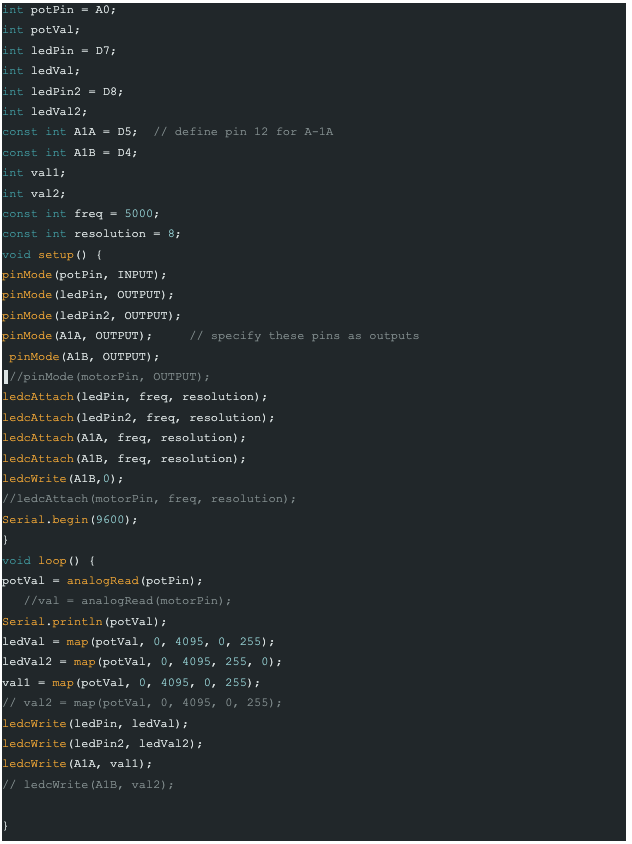 int potPin = A0;
int potVal;
int ledPin = D7;
int ledVal;
int ledPin2 = D8;
int ledVal2;
const int A1A = D5;  // define pin 12 for A-1A
const int A1B = D4;
int val1;
int val2;
const int freq = 5000;
const int resolution = 8;
void setup() {
pinMode(potPin, INPUT);
pinMode(ledPin, OUTPUT);
pinMode(ledPin2, OUTPUT);
pinMode(A1A, OUTPUT);     // specify these pins as outputs
 pinMode(A1B, OUTPUT);
//pinMode(motorPin, OUTPUT);
ledcAttach(ledPin, freq, resolution);
ledcAttach(ledPin2, freq, resolution);
ledcAttach(A1A, freq, resolution);
ledcAttach(A1B, freq, resolution);
ledcWrite(A1B,0);
//ledcAttach(motorPin, freq, resolution);
Serial.begin(9600);
}
void loop() {
potVal = analogRead(potPin);
   //val = analogRead(motorPin);
Serial.println(potVal);
ledVal = map(potVal, 0, 4095, 0, 255);
ledVal2 = map(potVal, 0, 4095, 255, 0);
val1 = map(potVal, 0, 4095, 0, 255);
// val2 = map(potVal, 0, 4095, 0, 255);
ledcWrite(ledPin, ledVal);
ledcWrite(ledPin2, ledVal2);
ledcWrite(A1A, val1);
// ledcWrite(A1B, val2);
}